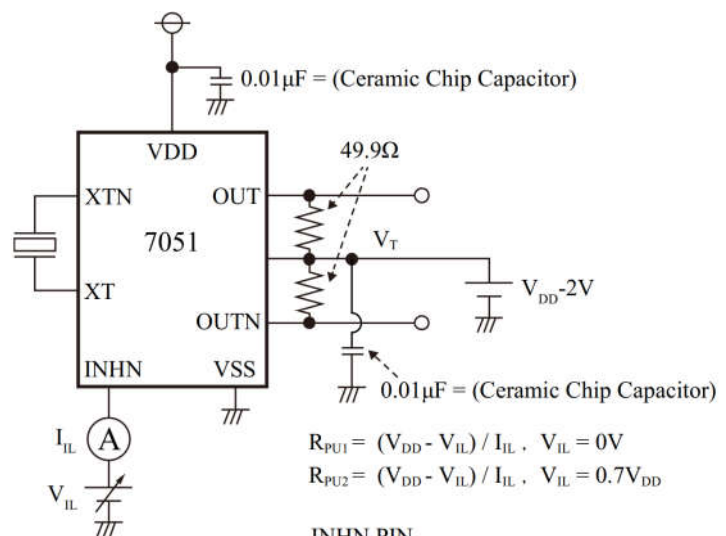 0.01μF = (Ceramic Chip Capacitor)
VDD
49.9Ω
XTN
OUT
7051
V_T
XT
V_DD-2V
OUTN
INHN
VSS
0.01μF = (Ceramic Chip Capacitor)
I_IL
A
R_PU1 = (V_DD - V_IL) / I_IL . V_IL = 0V
R_PU2 = (V_DD - V_IL) / I_IL . V_IL = 0.7V_DD
V_IL
INHN PIN